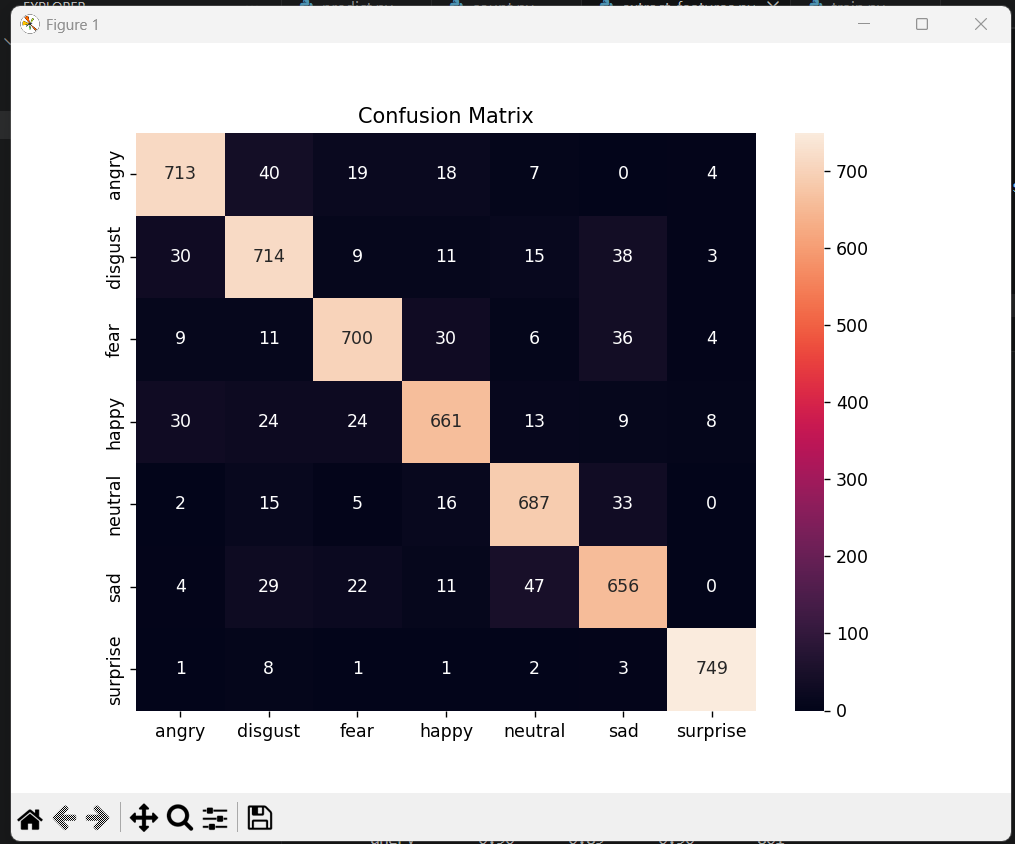 EXPLORER
Figure 1
Confusion Matrix
angry 713 40 19 18 7 0 4
disgust 30 714 9 11 15 38 3
fear 9 11 700 30 6 36 4
happy 30 24 24 661 13 9 8
neutral 2 15 5 16 687 33 0
sad 4 29 22 11 47 656 0
surprise 1 8 1 1 2 3 749
angry disgust fear happy neutral sad surprise
700
600
500
400
300
200
100
0